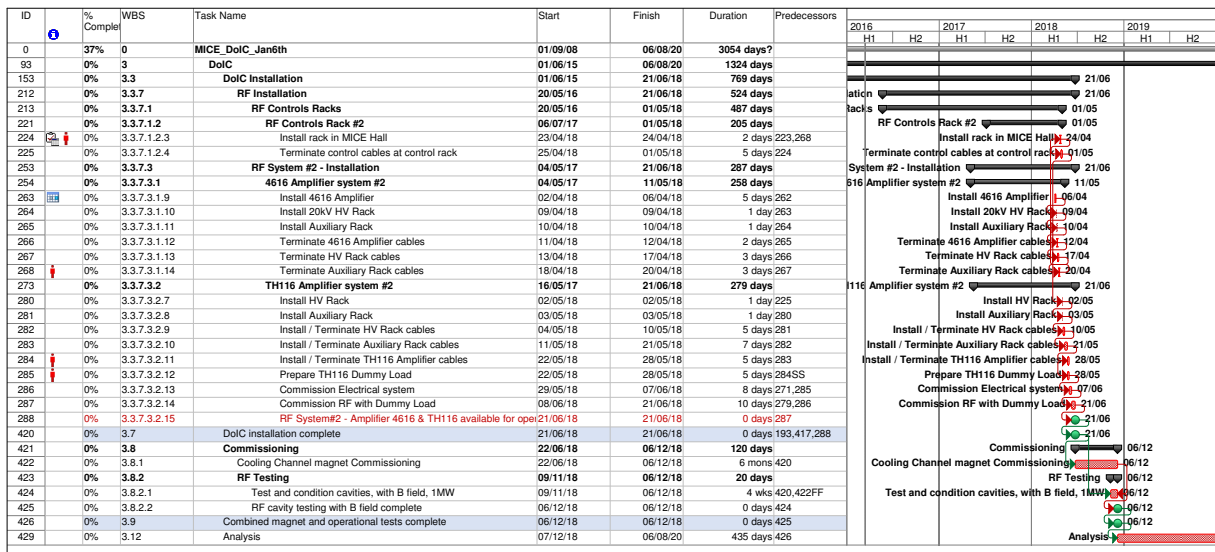 ID % Complet WBS Task Name Start Finish Duration Predecessors 2016 2017 2018 2019
H1 H2 H1 H2 H1 H2 H1 H2
0 37% 0 MICE_DoIC_Jan6th 01/09/08 06/08/20 3054 days?
93 0% 3 DoIC 01/06/15 06/08/20 1324 days
153 0% 3.3 DoIC Installation 01/06/15 21/06/18 769 days 21/06
212 0% 3.3.7 RF Installation 20/05/16 21/06/18 524 days ation 21/06
213 0% 3.3.7.1 RF Controls Racks 20/05/16 01/05/18 487 days Racks 01/05
221 0% 3.3.7.1.2 RF Controls Rack #2 06/07/17 01/05/18 205 days RF Controls Rack #2 01/05
224 0% 3.3.7.1.2.3 Install rack in MICE Hall 23/04/18 24/04/18 2 days 223,268 Install rack in MICE Hall 24/04
225 0% 3.3.7.1.2.4 Terminate control cables at control rack 25/04/18 01/05/18 5 days 224 Terminate control cables at control rack 01/05
253 0% 3.3.7.3 RF System #2 - Installation 04/05/17 21/06/18 287 days System #2 - Installation 21/06
254 0% 3.3.7.3.1 4616 Amplifier system #2 04/05/17 11/05/18 258 days 616 Amplifier system #2 11/05
263 0% 3.3.7.3.1.9 Install 4616 Amplifier 02/04/18 06/04/18 5 days 262 Install 4616 Amplifier 06/04
264 0% 3.3.7.3.1.10 Install 20kV HV Rack 09/04/18 09/04/18 1 day 263 Install 20kV HV Rack 09/04
265 0% 3.3.7.3.1.11 Install Auxiliary Rack 10/04/18 10/04/18 1 day 264 Install Auxiliary Rack 10/04
266 0% 3.3.7.3.1.12 Terminate 4616 Amplifier cables 11/04/18 12/04/18 2 days 265 Terminate 4616 Amplifier cables 12/04
267 0% 3.3.7.3.1.13 Terminate HV Rack cables 13/04/18 17/04/18 3 days 266 Terminate HV Rack cables 17/04
268 0% 3.3.7.3.1.14 Terminate Auxiliary Rack cables 18/04/18 20/04/18 3 days 267 Terminate Auxiliary Rack cables 20/04
273 0% 3.3.7.3.2 TH116 Amplifier system #2 16/05/17 21/06/18 279 days H116 Amplifier system #2 21/06
280 0% 3.3.7.3.2.7 Install HV Rack 02/05/18 02/05/18 1 day 225 Install HV Rack 02/05
281 0% 3.3.7.3.2.8 Install Auxiliary Rack 03/05/18 03/05/18 1 day 280 Install Auxiliary Rack 03/05
282 0% 3.3.7.3.2.9 Install / Terminate HV Rack cables 04/05/18 10/05/18 5 days 281 Install / Terminate HV Rack cables 10/05
283 0% 3.3.7.3.2.10 Install / Terminate Auxiliary Rack cables 11/05/18 21/05/18 7 days 282 Install / Terminate Auxiliary Rack cables 21/05
284 0% 3.3.7.3.2.11 Install / Terminate TH116 Amplifier cables 22/05/18 28/05/18 5 days 283 Install / Terminate TH116 Amplifier cables 28/05
285 0% 3.3.7.3.2.12 Prepare TH116 Dummy Load 22/05/18 28/05/18 5 days 284SS Prepare TH116 Dummy Load 28/05
286 0% 3.3.7.3.2.13 Commission Electrical system 29/05/18 07/06/18 8 days 271,285 Commission Electrical system 07/06
287 0% 3.3.7.3.2.14 Commission RF with Dummy Load 08/06/18 21/06/18 10 days 279,286 Commission RF with Dummy Load 21/06
288 0% 3.3.7.3.2.15 RF System#2 - Amplifier 4616 & TH116 available for oper 21/06/18 21/06/18 0 days 287 21/06
420 0% 3.7 DoIC installation complete 21/06/18 21/06/18 0 days 193,417,288 21/06
421 0% 3.8 Commissioning 22/06/18 06/12/18 120 days Commissioning 06/12
422 0% 3.8.1 Cooling Channel magnet Commissioning 22/06/18 06/12/18 6 mons 420 Cooling Channel magnet Commissioning 06/12
423 0% 3.8.2 RF Testing 09/11/18 06/12/18 20 days RF Testing 06/12
424 0% 3.8.2.1 Test and condition cavities, with B field, 1MW 09/11/18 06/12/18 4 wks 420,422FF Test and condition cavities, with B field, 1MW 06/12
425 0% 3.8.2.2 RF cavity testing with B field complete 06/12/18 06/12/18 0 days 424 06/12
426 0% 3.9 Combined magnet and operational tests complete 06/12/18 06/12/18 0 days 425 06/12
429 0% 3.12 Analysis 07/12/18 06/08/20 435 days 426 Analysis